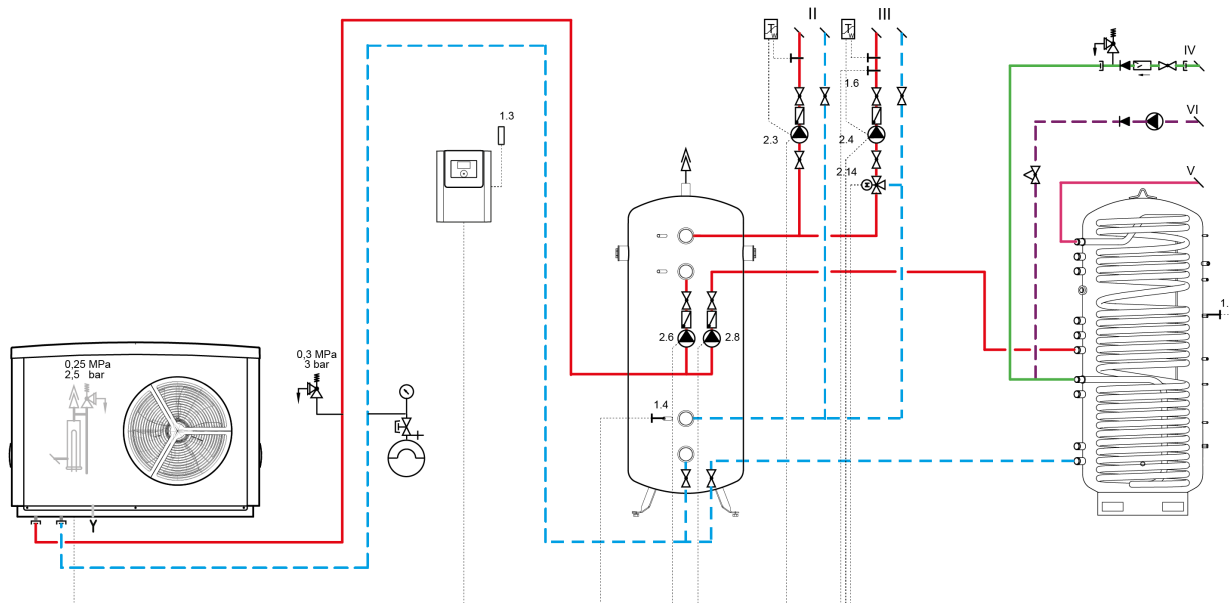 II
III
IV
T
W
T
W
1.6
1.3
VI
2.3
2.4
2.14
V
M
1.
0,3 MPa
3 bar
0,25 MPa
2,5 bar
2.6
2.8
1.4